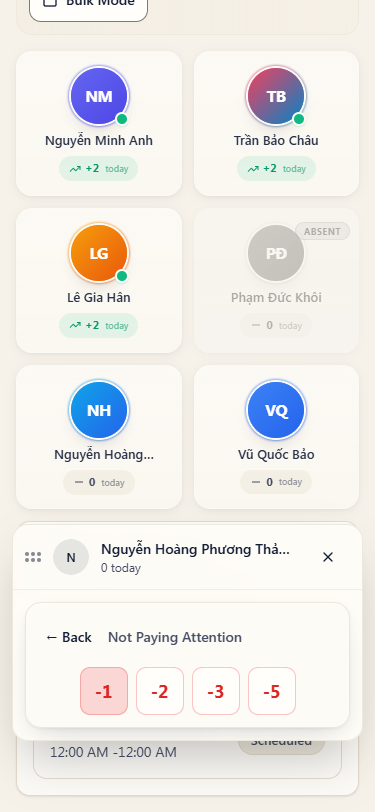 Bulk Mode
NM
Nguyễn Minh Anh
+2 today
TB
Trần Bảo Châu
+2 today
LG
Lê Gia Hân
+2 today
ABSENT
PĐ
Phạm Đức Khôi
0 today
NH
Nguyễn Hoàng...
0 today
VQ
Vũ Quốc Bảo
0 today
N
Nguyễn Hoàng Phương Thả...
0 today
← Back Not Paying Attention
-1 -2 -3 -5
12:00 AM -12:00 AM
Scheduled